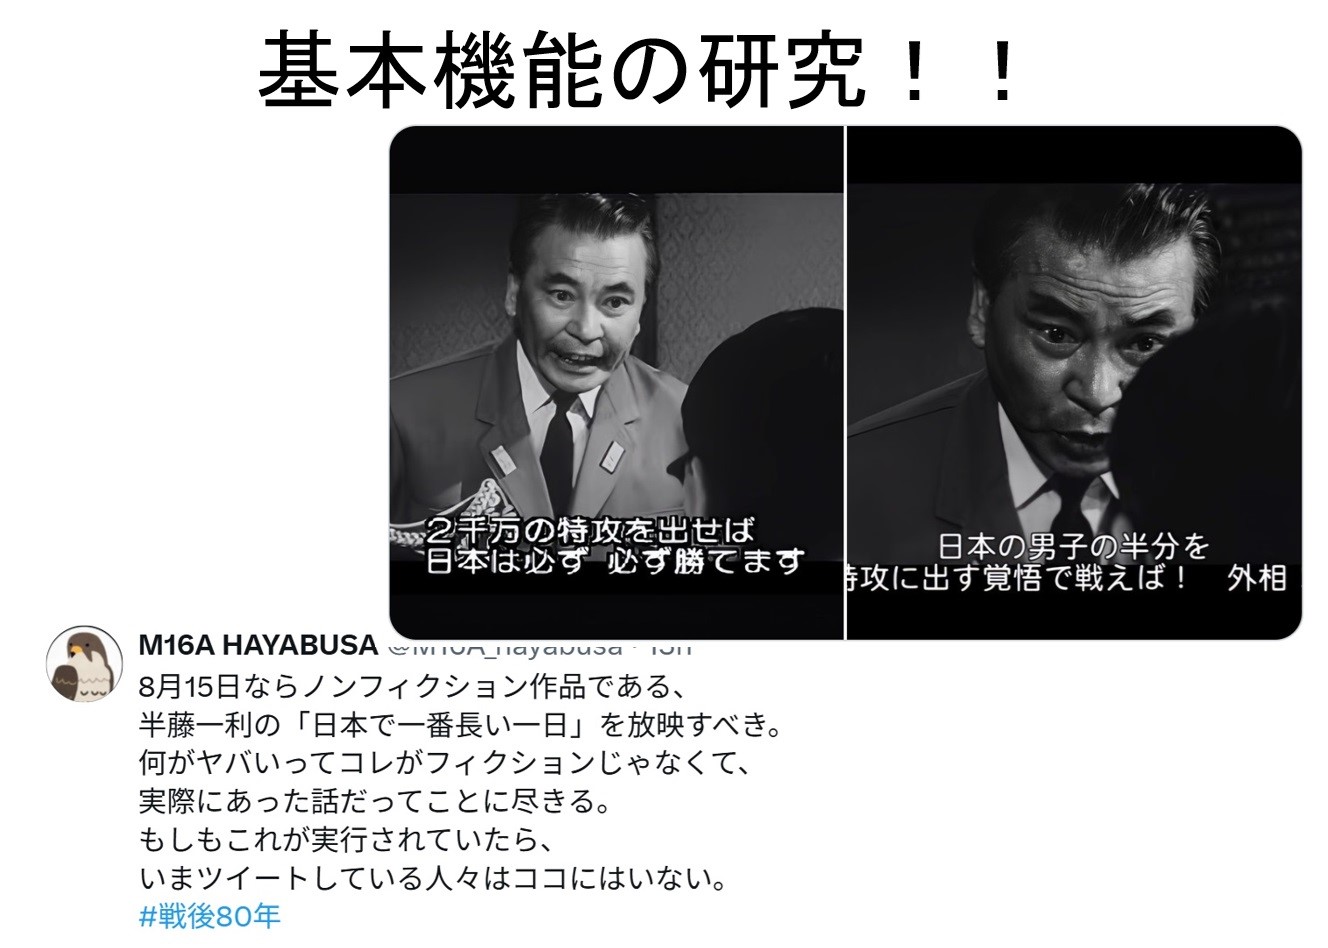 基本機能の研究！！
２千万の特攻を出せば
日本は必ず 必ず勝てます
日本の男子の半分を
特攻に出す覚悟で戦えば！ 外相
M16A HAYABUSA @M16A_hayabusa · 13h
8月15日ならノンフィクション作品である、
半藤一利の「日本で一番長い一日」を放映すべき。
何がヤバいってコレがフィクションじゃなくて、
実際にあった話だってことに尽きる。
もしもこれが実行されていたら、
いまツイートしている人々はココにはいない。
#戦後80年